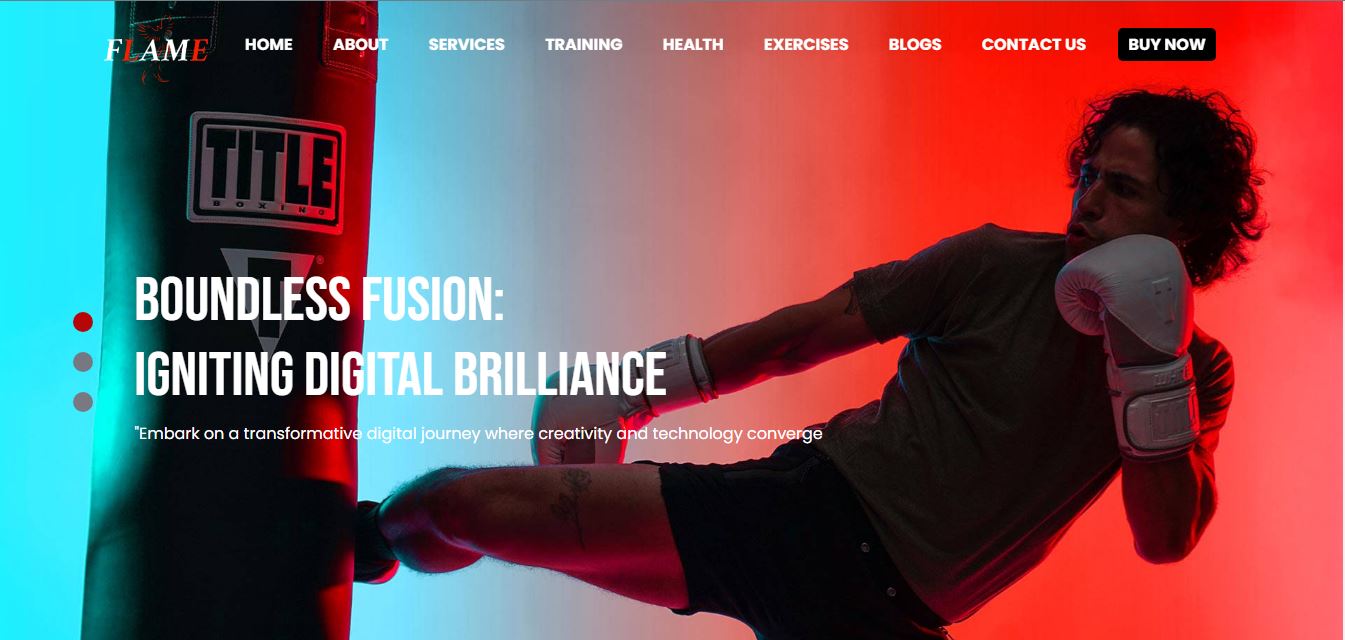 FLAME HOME ABOUT SERVICES TRAINING HEALTH EXERCISES BLOGS CONTACT US BUY NOW
TITLE
BOXING®
®
BOUNDLESS FUSION:
IGNITING DIGITAL BRILLIANCE
"Embark on a transformative digital journey where creativity and technology converge